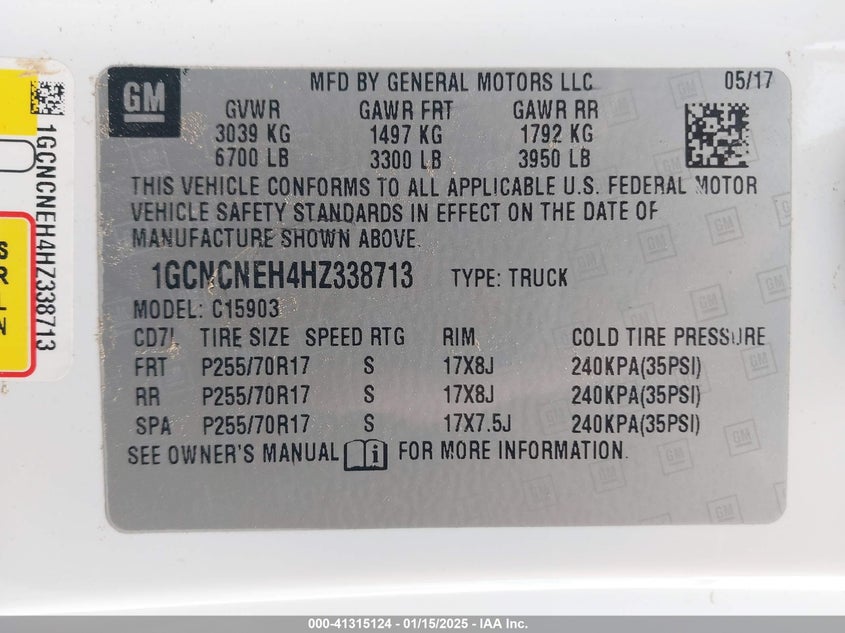 GM
MFD BY GENERAL MOTORS LLC 05/17
GVWR GAWR FRT GAWR RR
3039 KG 1497 KG 1792 KG
6700 LB 3300 LB 3950 LB
THIS VEHICLE CONFORMS TO ALL APPLICABLE U.S. FEDERAL MOTOR
VEHICLE SAFETY STANDARDS IN EFFECT ON THE DATE OF
MANUFACTURE SHOWN ABOVE.
1GCNCNEH4HZ338713 TYPE: TRUCK
MODEL: C15903
TIRE SIZE SPEED RTG RIM COLD TIRE PRESSURE
FRT P255/70R17 S 17X8J 240KPA(35PSI)
RR P255/70R17 S 17X8J 240KPA(35PSI)
SPA P255/70R17 S 17X7.5J 240KPA(35PSI)
SEE OWNER'S MANUAL i FOR MORE INFORMATION.
1GCNCNEH4HZ338713
S
R
L
N
000-41315124 - 01/15/2025 - IAA Inc.